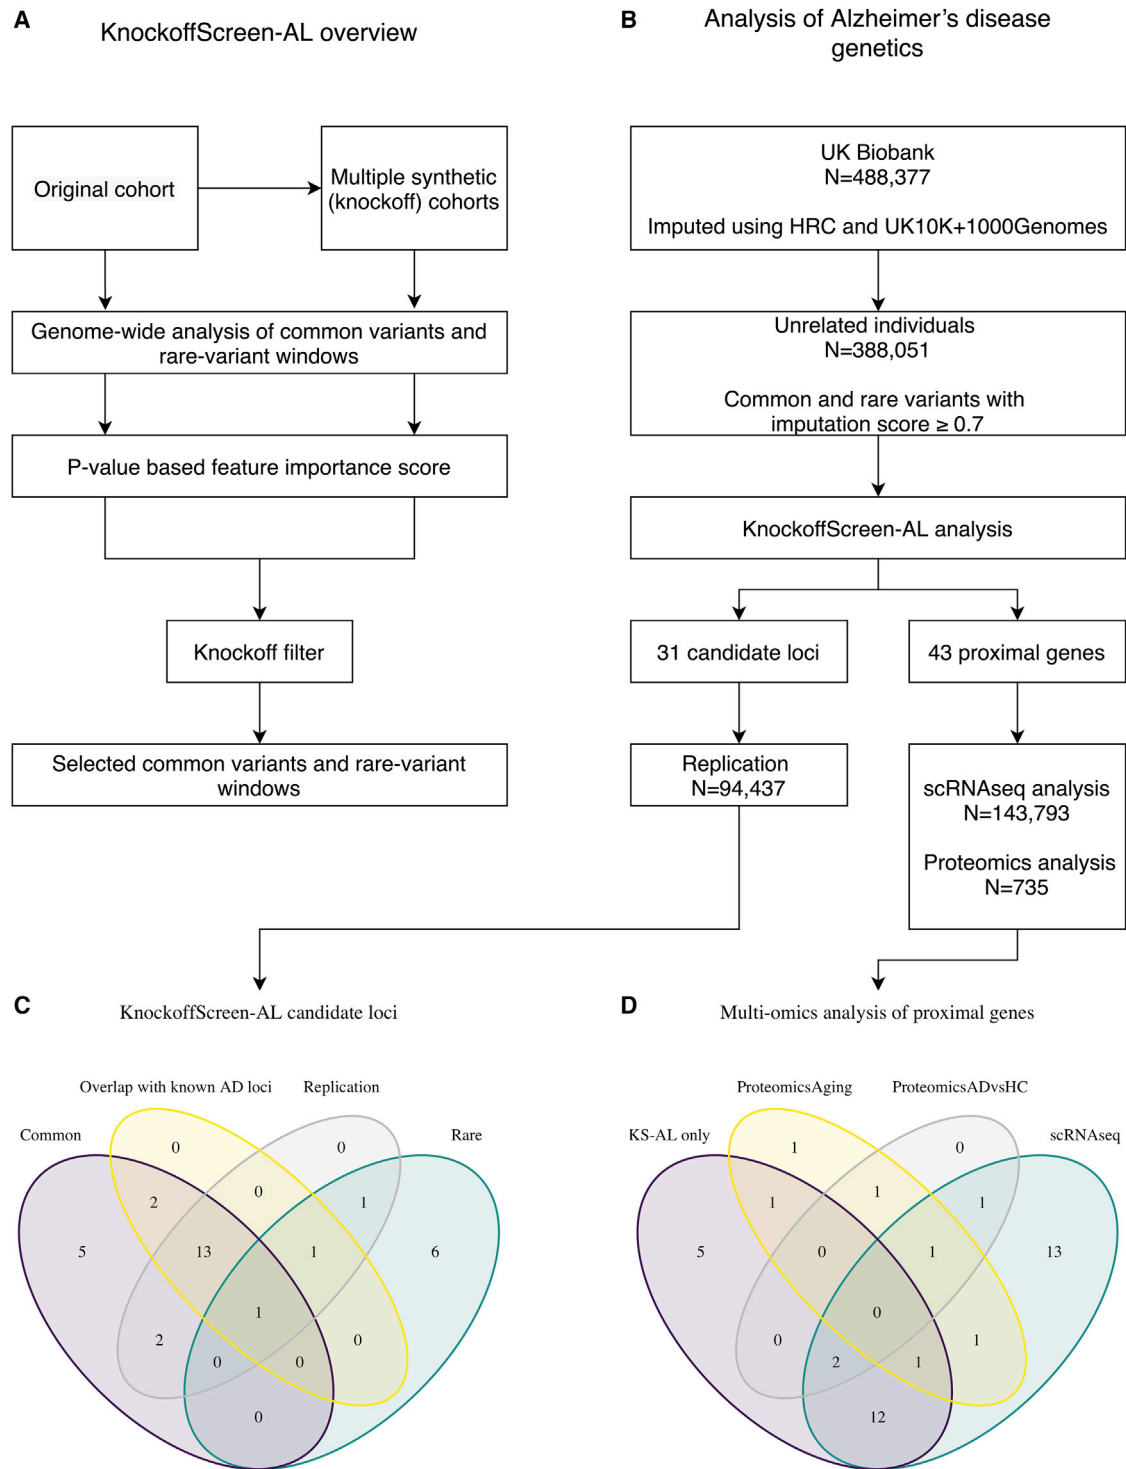 A
KnockoffScreen-AL overview
Original cohort
Multiple synthetic
(knockoff) cohorts
Genome-wide analysis of common variants and
rare-variant windows
P-value based feature importance score
Knockoff filter
Selected common variants and rare-variant
windows
B
Analysis of Alzheimer's disease
genetics
UK Biobank
N=488,377
Imputed using HRC and UK10K+1000Genomes
Unrelated individuals
N=388,051
Common and rare variants with
imputation score ≥ 0.7
KnockoffScreen-AL analysis
31 candidate loci
43 proximal genes
Replication
N=94,437
scRNAseq analysis
N=143,793
Proteomics analysis
N=735
C
KnockoffScreen-AL candidate loci
Overlap with known AD loci
Replication
Common
Rare
0
0
2
0
1
5
13
1
6
1
2
0
0
0
0
D
Multi-omics analysis of proximal genes
ProteomicsAging
ProteomicsADvsHC
KS-AL only
scRNAseq
1
0
1
1
1
5
0
1
13
0
0
2
1
1
12